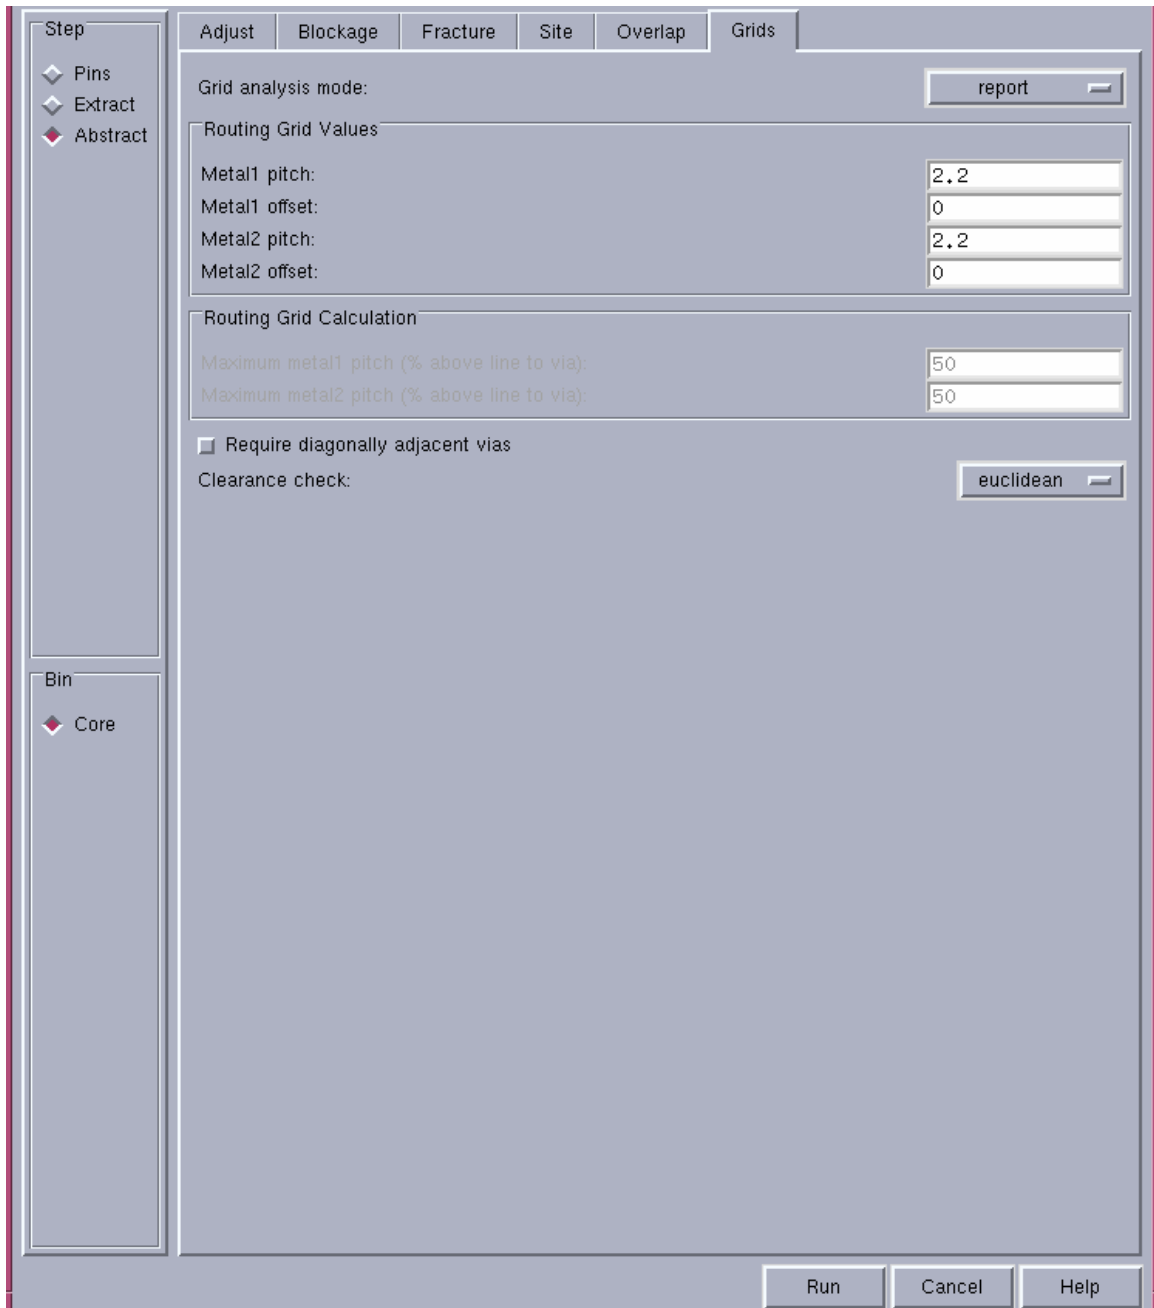 Step
Adjust Blockage Fracture Site Overlap Grids
Pins
Extract
Abstract
Grid analysis mode: report
Routing Grid Values
Metal1 pitch: 2.2
Metal1 offset: 0
Metal2 pitch: 2.2
Metal2 offset: 0
Routing Grid Calculation
Maximum metal1 pitch (% above line to via): 50
Maximum metal2 pitch (% above line to via): 50
Require diagonally adjacent vias
Clearance check: euclidean
Bin
Core
Run Cancel Help